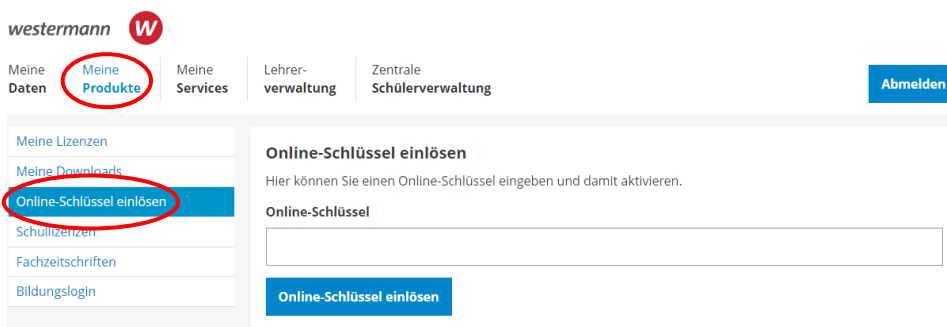 westermann W
Meine Daten
Meine Produkte
Meine Services
Lehrer-verwaltung
Zentrale Schülerverwaltung
Abmelden
Meine Lizenzen
Meine Downloads
Online-Schlüssel einlösen
Schullizenzen
Fachzeitschriften
Bildungslogin
Online-Schlüssel einlösen
Hier können Sie einen Online-Schlüssel eingeben und damit aktivieren.
Online-Schlüssel
Online-Schlüssel einlösen